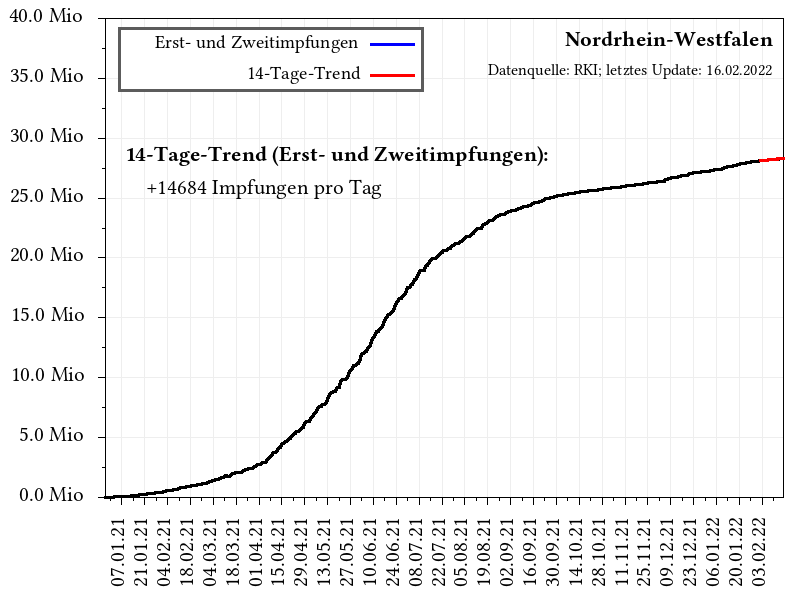 40.0 Mio
35.0 Mio
30.0 Mio
25.0 Mio
20.0 Mio
15.0 Mio
10.0 Mio
5.0 Mio
0.0 Mio
Erst- und Zweitimpfungen
14-Tage-Trend
Nordrhein-Westfalen
Datenquelle: RKI; letztes Update: 16.02.2022
14-Tage-Trend (Erst- und Zweitimpfungen):
+14684 Impfungen pro Tag
07.01.21
21.01.21
04.02.21
18.02.21
04.03.21
18.03.21
01.04.21
15.04.21
29.04.21
13.05.21
27.05.21
10.06.21
24.06.21
08.07.21
22.07.21
05.08.21
19.08.21
02.09.21
16.09.21
30.09.21
14.10.21
28.10.21
11.11.21
25.11.21
09.12.21
23.12.21
06.01.22
20.01.22
03.02.22